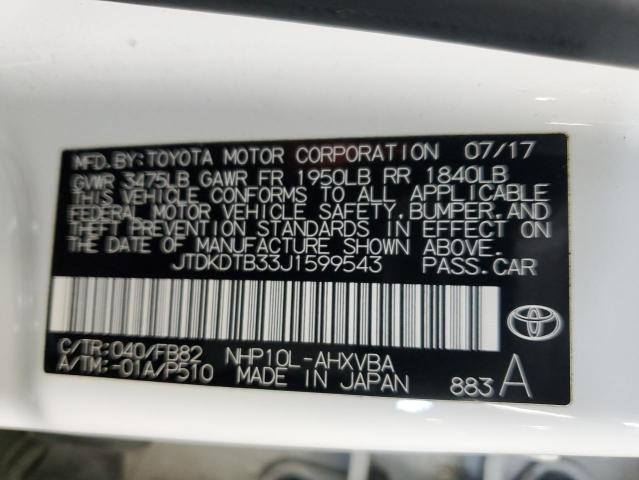 MFD.BY:TOYOTA MOTOR CORPORATION 07/17
GVWR 3475LB GAWR FR 1950LB RR 1840LB
THIS VEHICLE CONFORMS TO ALL APPLICABLE
FEDERAL MOTOR VEHICLE SAFETY,BUMPER,AND
THEFT PREVENTION STANDARDS IN EFFECT ON
THE DATE OF MANUFACTURE SHOWN ABOVE.
JTDKDTB33J1599543 PASS.CAR
C/TR:040/FB82 NHP10L-AHXVBA
A/TM:-01A/P510 MADE IN JAPAN 883 A